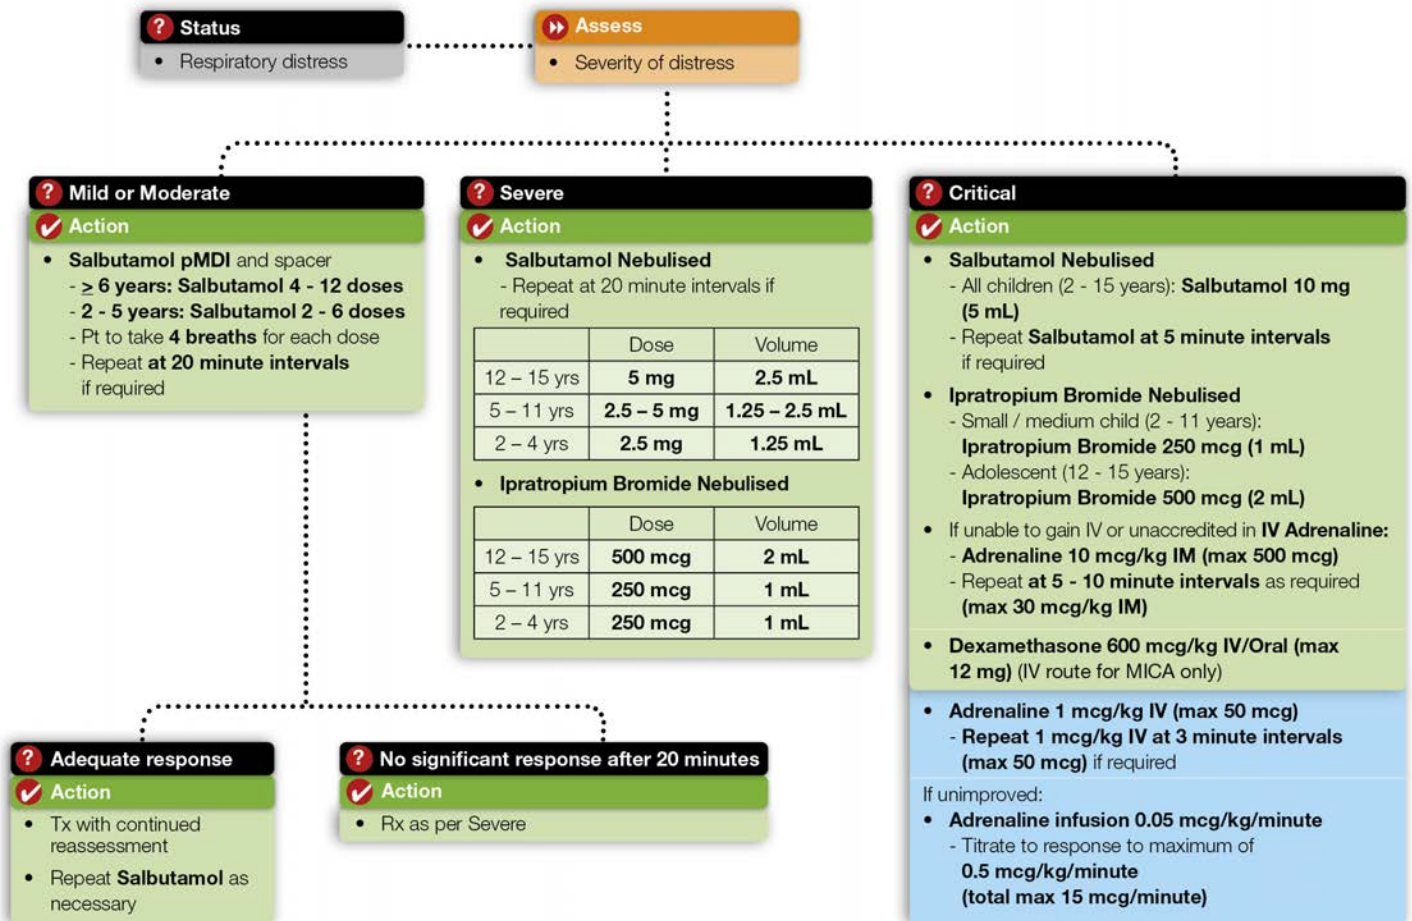 Status
• Respiratory distress
Assess
• Severity of distress
Mild or Moderate
Action
• Salbutamol pMDI and spacer
- ≥ 6 years: Salbutamol 4 - 12 doses
- 2 - 5 years: Salbutamol 2 - 6 doses
- Pt to take 4 breaths for each dose
- Repeat at 20 minute intervals
if required
Severe
Action
• Salbutamol Nebulised
- Repeat at 20 minute intervals if
required
Dose Volume
12 – 15 yrs 5 mg 2.5 mL
5 – 11 yrs 2.5 – 5 mg 1.25 – 2.5 mL
2 – 4 yrs 2.5 mg 1.25 mL
• Ipratropium Bromide Nebulised
Dose Volume
12 – 15 yrs 500 mcg 2 mL
5 – 11 yrs 250 mcg 1 mL
2 – 4 yrs 250 mcg 1 mL
Critical
Action
• Salbutamol Nebulised
- All children (2 - 15 years): Salbutamol 10 mg
(5 mL)
- Repeat Salbutamol at 5 minute intervals
if required
• Ipratropium Bromide Nebulised
- Small / medium child (2 - 11 years):
Ipratropium Bromide 250 mcg (1 mL)
- Adolescent (12 - 15 years):
Ipratropium Bromide 500 mcg (2 mL)
• If unable to gain IV or unaccredited in IV Adrenaline:
- Adrenaline 10 mcg/kg IM (max 500 mcg)
- Repeat at 5 - 10 minute intervals as required
(max 30 mcg/kg IM)
• Dexamethasone 600 mcg/kg IV/Oral (max
12 mg) (IV route for MICA only)
• Adrenaline 1 mcg/kg IV (max 50 mcg)
- Repeat 1 mcg/kg IV at 3 minute intervals
(max 50 mcg) if required
If unimproved:
• Adrenaline infusion 0.05 mcg/kg/minute
- Titrate to response to maximum of
0.5 mcg/kg/minute
(total max 15 mcg/minute)
Adequate response
Action
• Tx with continued
reassessment
• Repeat Salbutamol as
necessary
No significant response after 20 minutes
Action
• Rx as per Severe